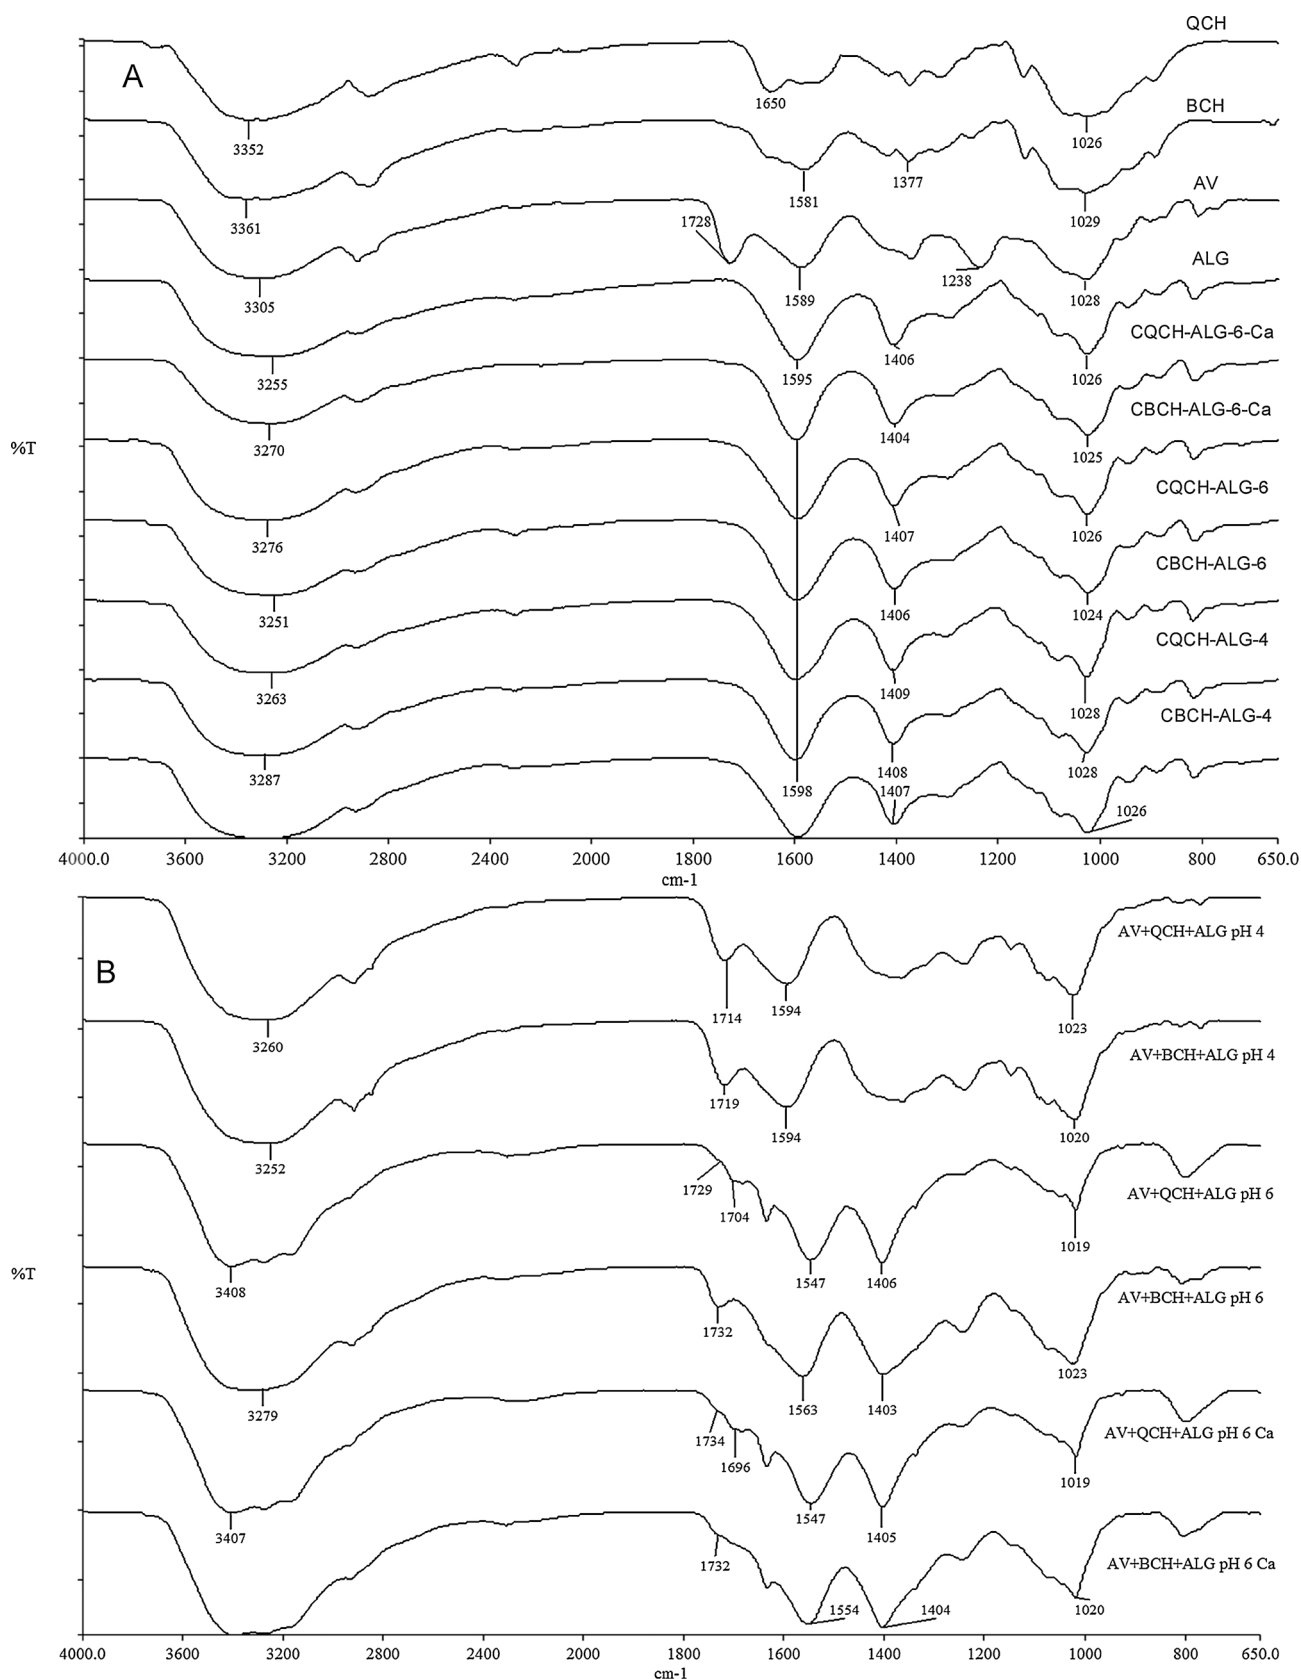 QCH
A
1650
3352
1026
BCH
3361
1581
1377
1029
AV
1728
3305
1589
1238
1028
ALG
3255
1595
1406
1026
CQCH-ALG-6-Ca
3270
1404
1025
CBCH-ALG-6-Ca
%T
3276
1407
1026
CQCH-ALG-6
3251
1406
1024
CBCH-ALG-6
3263
1409
1028
CQCH-ALG-4
3287
1598
1408
1028
CBCH-ALG-4
1407
1026
4000.0 3600 3200 2800 2400 2000 1800 1600 1400 1200 1000 800 650.0
cm-1
B
AV+QCH+ALG pH 4
3260
1714
1594
1023
AV+BCH+ALG pH 4
3252
1719
1594
1020
AV+QCH+ALG pH 6
3408
1729
1704
1547
1406
1019
%T
AV+BCH+ALG pH 6
3279
1732
1563
1403
1023
AV+QCH+ALG pH 6 Ca
3407
1734
1696
1547
1405
1019
AV+BCH+ALG pH 6 Ca
1732
1554
1404
1020
4000.0 3600 3200 2800 2400 2000 1800 1600 1400 1200 1000 800 650.0
cm-1